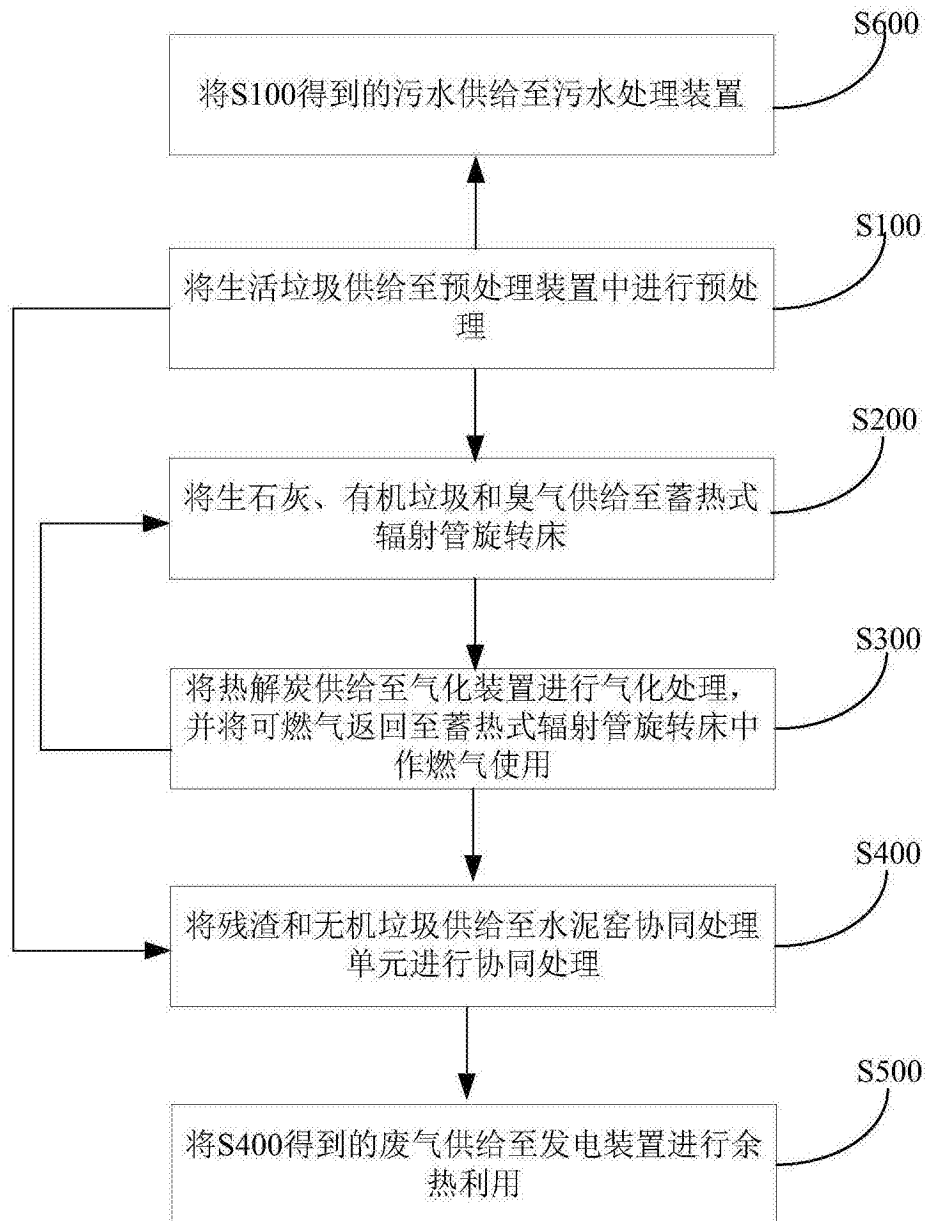 S600
将S100得到的污水供给至污水处理装置
S100
将生活垃圾供给至预处理装置中进行预处
理
S200
将生石灰、有机垃圾和臭气供给至蓄热式
辐射管旋转床
S300
将热解炭供给至气化装置进行气化处理，
并将可燃气返回至蓄热式辐射管旋转床中
作燃气使用
S400
将残渣和无机垃圾供给至水泥窑协同处理
单元进行协同处理
S500
将S400得到的废气供给至发电装置进行余
热利用